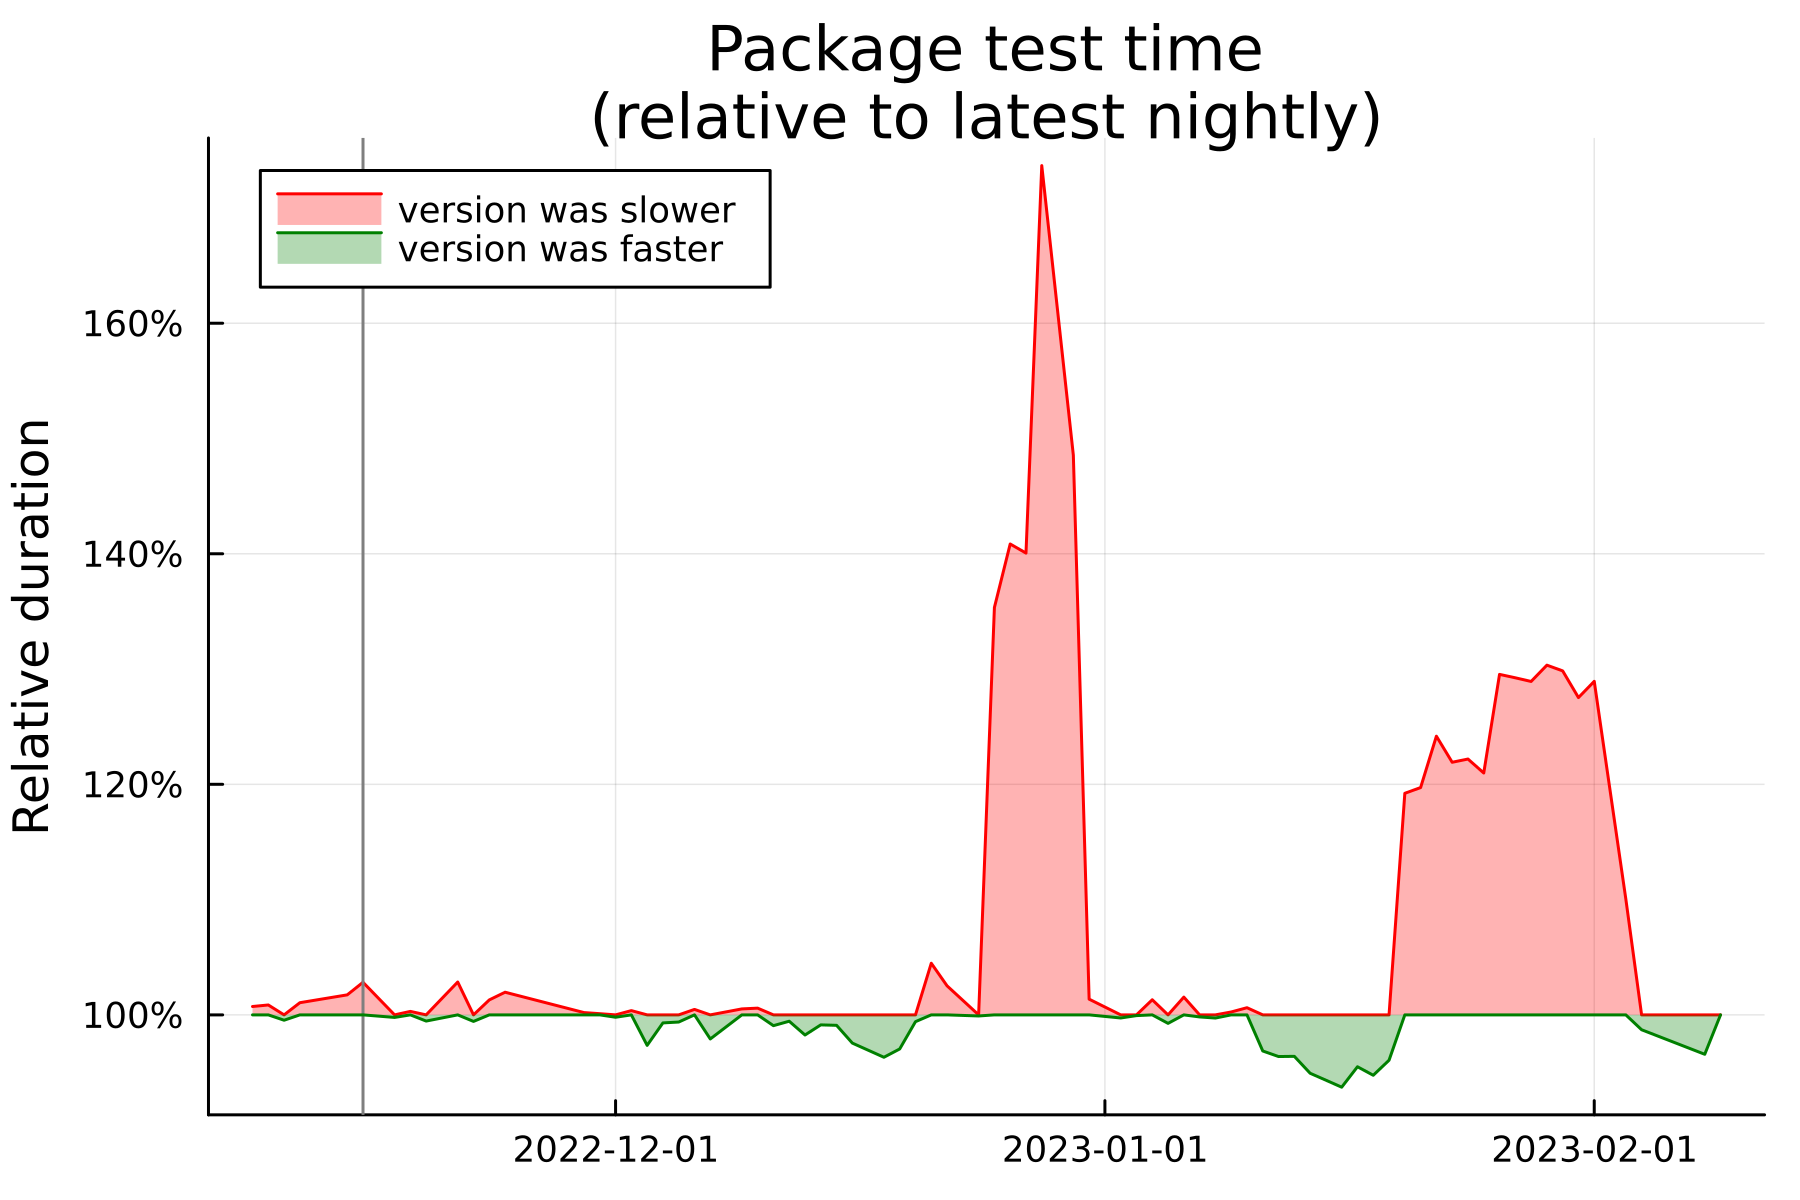 Package test time
(relative to latest nightly)
version was slower
version was faster
Relative duration
160%
140%
120%
100%
2022-12-01
2023-01-01
2023-02-01